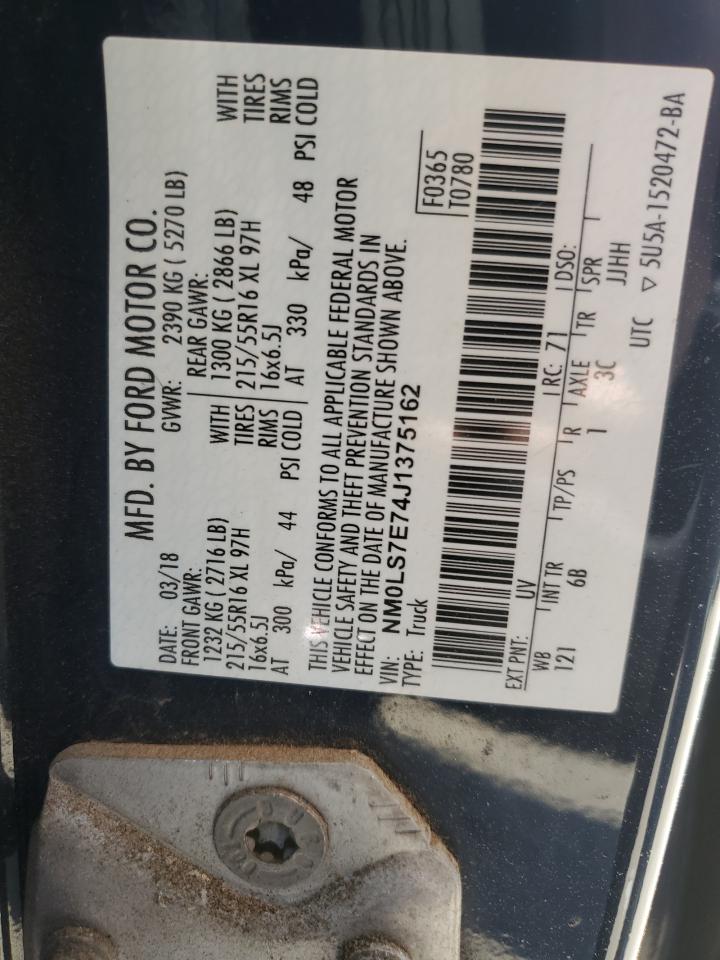 MFD. BY FORD MOTOR CO.
DATE: 03/18 GVWR: 2390 KG ( 5270 LB)
FRONT GAWR: REAR GAWR:
1232 KG ( 2716 LB) WITH 1300 KG ( 2866 LB) WITH
215/55R16 XL 97H TIRES 215/55R16 XL 97H TIRES
16x6.5J RIMS 16x6.5J RIMS
AT 300 kPa/ 44 PSI COLD AT 330 kPa/ 48 PSI COLD
THIS VEHICLE CONFORMS TO ALL APPLICABLE FEDERAL MOTOR
VEHICLE SAFETY AND THEFT PREVENTION STANDARDS IN
EFFECT ON THE DATE OF MANUFACTURE SHOWN ABOVE.
VIN: NM0LS7E74J1375162
TYPE: Truck
F0365
T0780
EXT PNT: UV RC: 71 DSO:
WB INT TR TP/PS R AXLE TR SPR
121 6B 1 3C JJHH
UTC ▽ 5U5A-1520472-BA